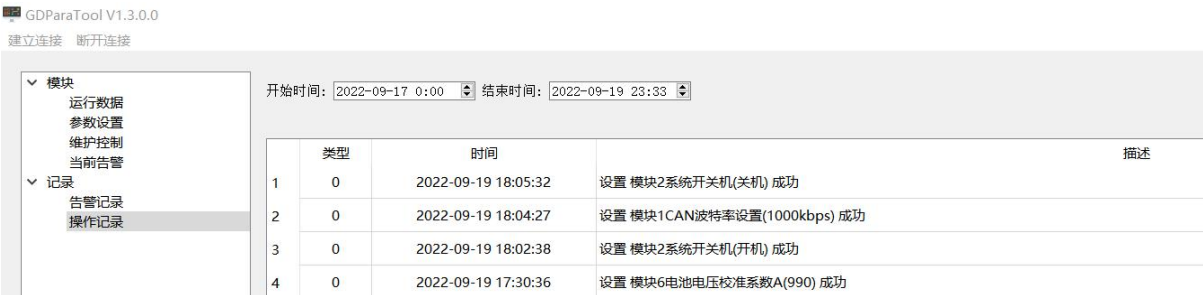 GDParaTool V1.3.0.0
建立连接 断开连接
模块
运行数据
参数设置
维护控制
当前告警
记录
告警记录
操作记录
开始时间: 2022-09-17 0:00 结束时间: 2022-09-19 23:33
类型 时间 描述
1 0 2022-09-19 18:05:32 设置 模块2系统开关机(关机) 成功
2 0 2022-09-19 18:04:27 设置 模块1CAN波特率设置(1000kbps) 成功
3 0 2022-09-19 18:02:38 设置 模块2系统开关机(开机) 成功
4 0 2022-09-19 17:30:36 设置 模块6电池电压校准系数A(990) 成功